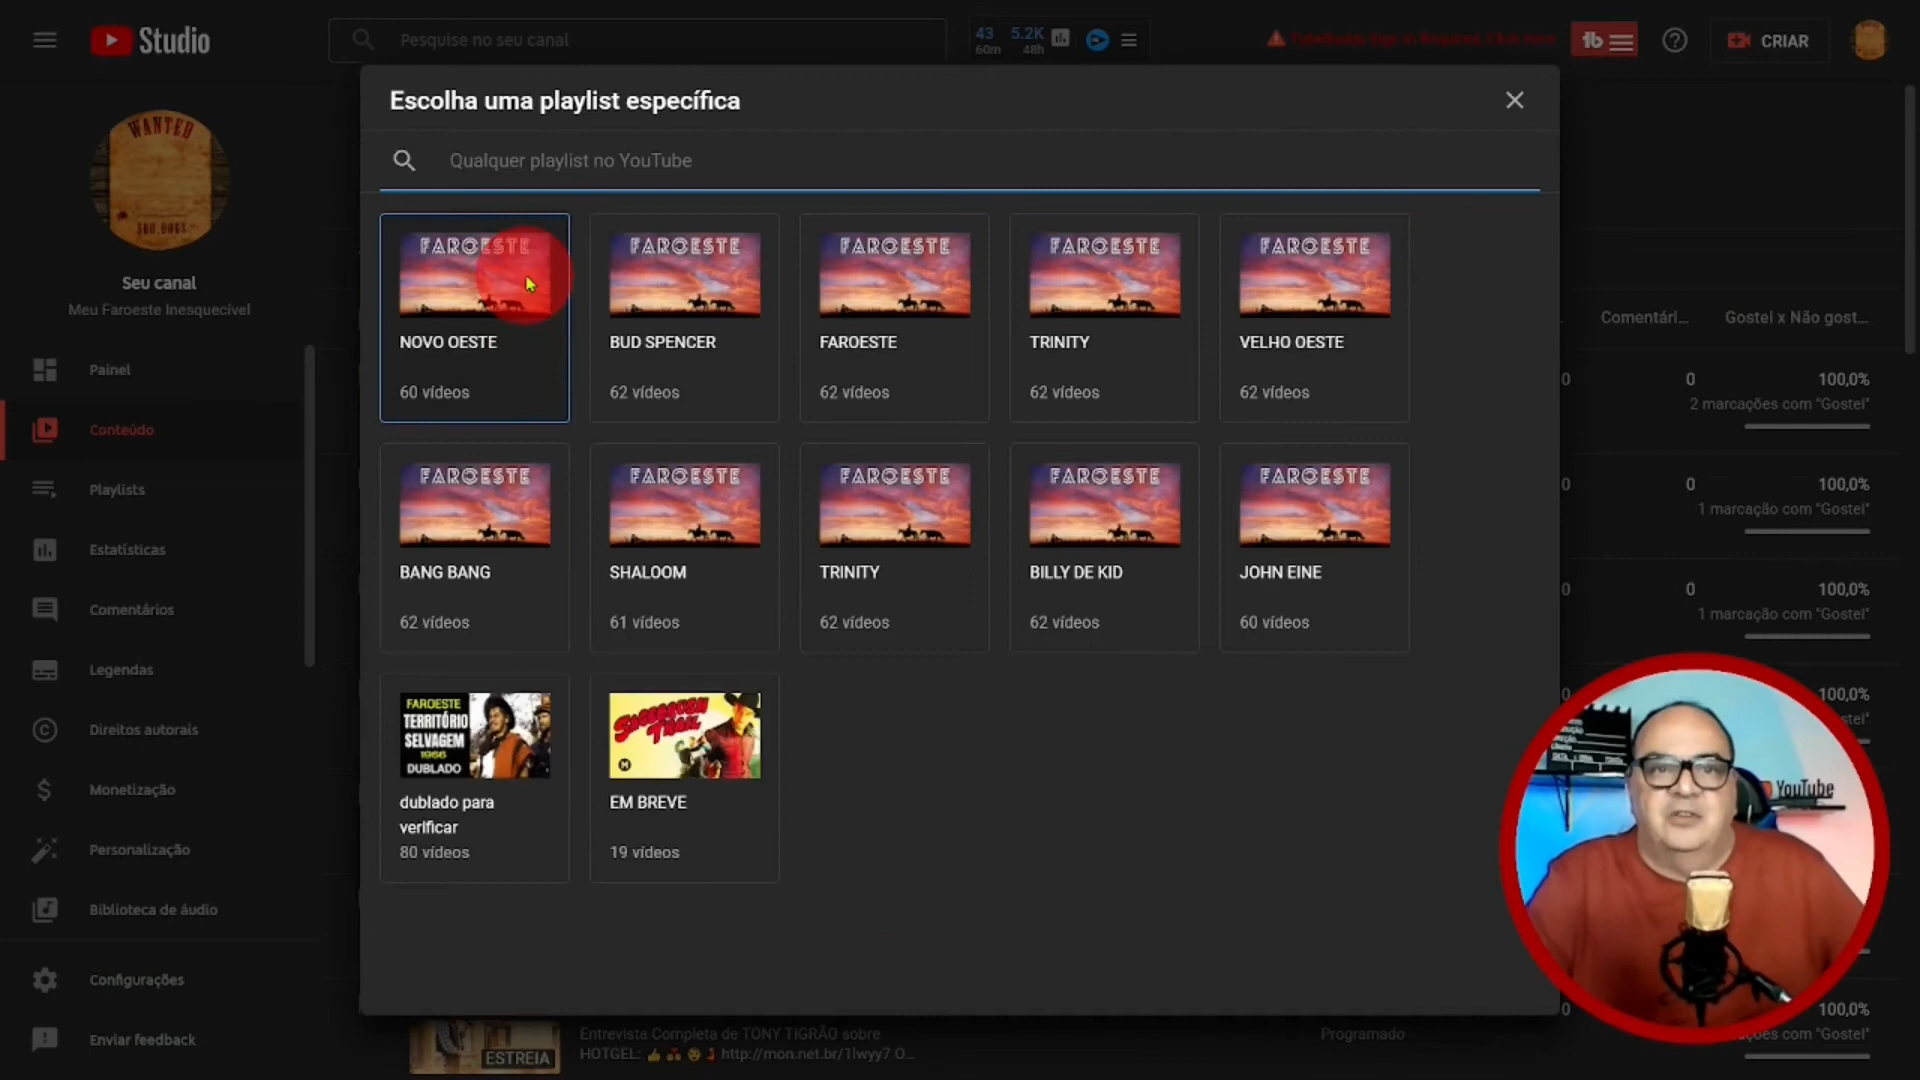 Studio
Pesquise no seu canal
43
60m
5.2K
48h
CRIAR
WANTED
Seu canal
Meu Faroeste Inesquecível
Painel
Conteúdo
Playlists
Estatísticas
Comentários
Legendas
Direitos autorais
Monetização
Personalização
Biblioteca de áudio
Configurações
Enviar feedback
Escolha uma playlist específica
Qualquer playlist no YouTube
FAROESTE
NOVO OESTE
60 vídeos
FAROESTE
BUD SPENCER
62 vídeos
FAROESTE
FAROESTE
62 vídeos
FAROESTE
TRINITY
62 vídeos
FAROESTE
VELHO OESTE
62 vídeos
FAROESTE
BANG BANG
62 vídeos
FAROESTE
SHALOOM
61 vídeos
FAROESTE
TRINITY
62 vídeos
FAROESTE
BILLY DE KID
62 vídeos
FAROESTE
JOHN EINE
60 vídeos
FAROESTE
TERRITÓRIO
SELVAGEM
1966
DUBLADO
dublado para
verificar
80 vídeos
EM BREVE
19 vídeos
Comentári...
Gostei x Não gost...
0
0
100,0%
2 marcações com "Gostei"
0
0
100,0%
1 marcação com "Gostei"
0
0
100,0%
1 marcação com "Gostei"
0
100,0%
YouTube
0
100,0%
ESTREIA
Entrevista Completa de TONY TIGRÃO sobre
HOTGEL: 👍 http://mon.net.br/1lwyy7 O...
Programado